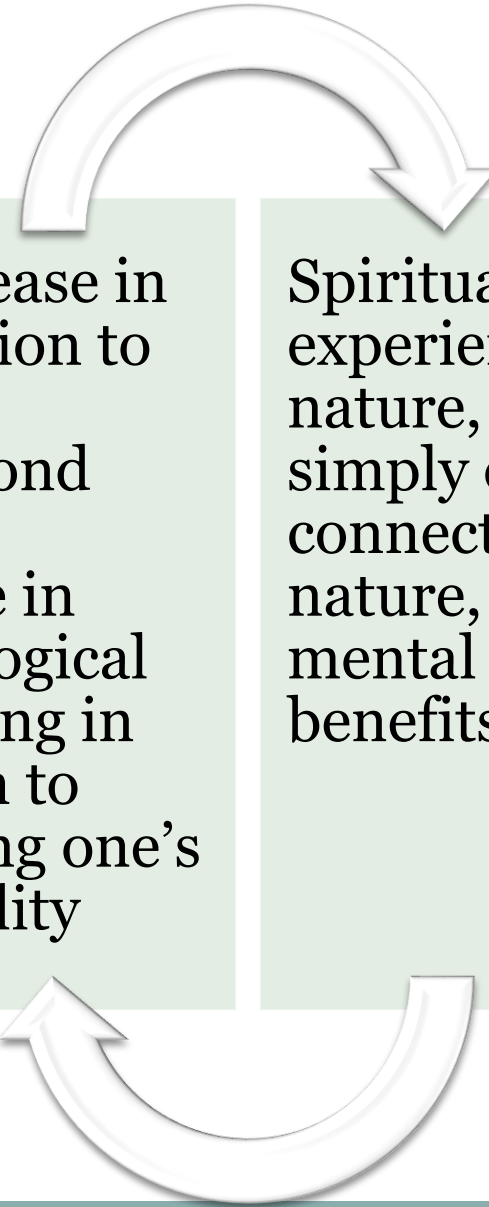 ease in
ion to
ond
e in
ogical
ng in
n to
ng one’s
lity
Spiritua
experie
nature,
simply
connect
nature,
mental
benefits